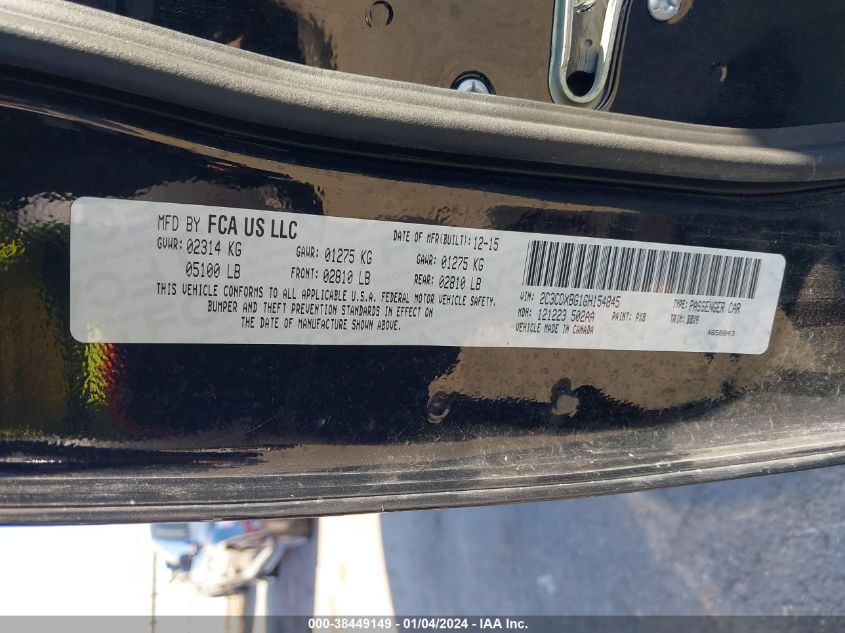 MFD BY FCA US LLC
DATE OF MFR(BUILT): 12-15
GVWR: 02314 KG
GAWR: 01275 KG
GAWR: 01275 KG
05100 LB
FRONT: 02810 LB
REAR: 02810 LB
THIS VEHICLE CONFORMS TO ALL APPLICABLE U.S.A. FEDERAL MOTOR VEHICLE SAFETY,
BUMPER AND THEFT PREVENTION STANDARDS IN EFFECT ON
THE DATE OF MANUFACTURE SHOWN ABOVE.
VIN: 2C3CDXBG1GH154845
TYPE: PASSENGER CAR
MDH: 121223 502AA
PAINT: PX8
TRIM: BBX9
VEHICLE MADE IN CANADA
4658843
000-38449149 - 01/04/2024 - IAA Inc.